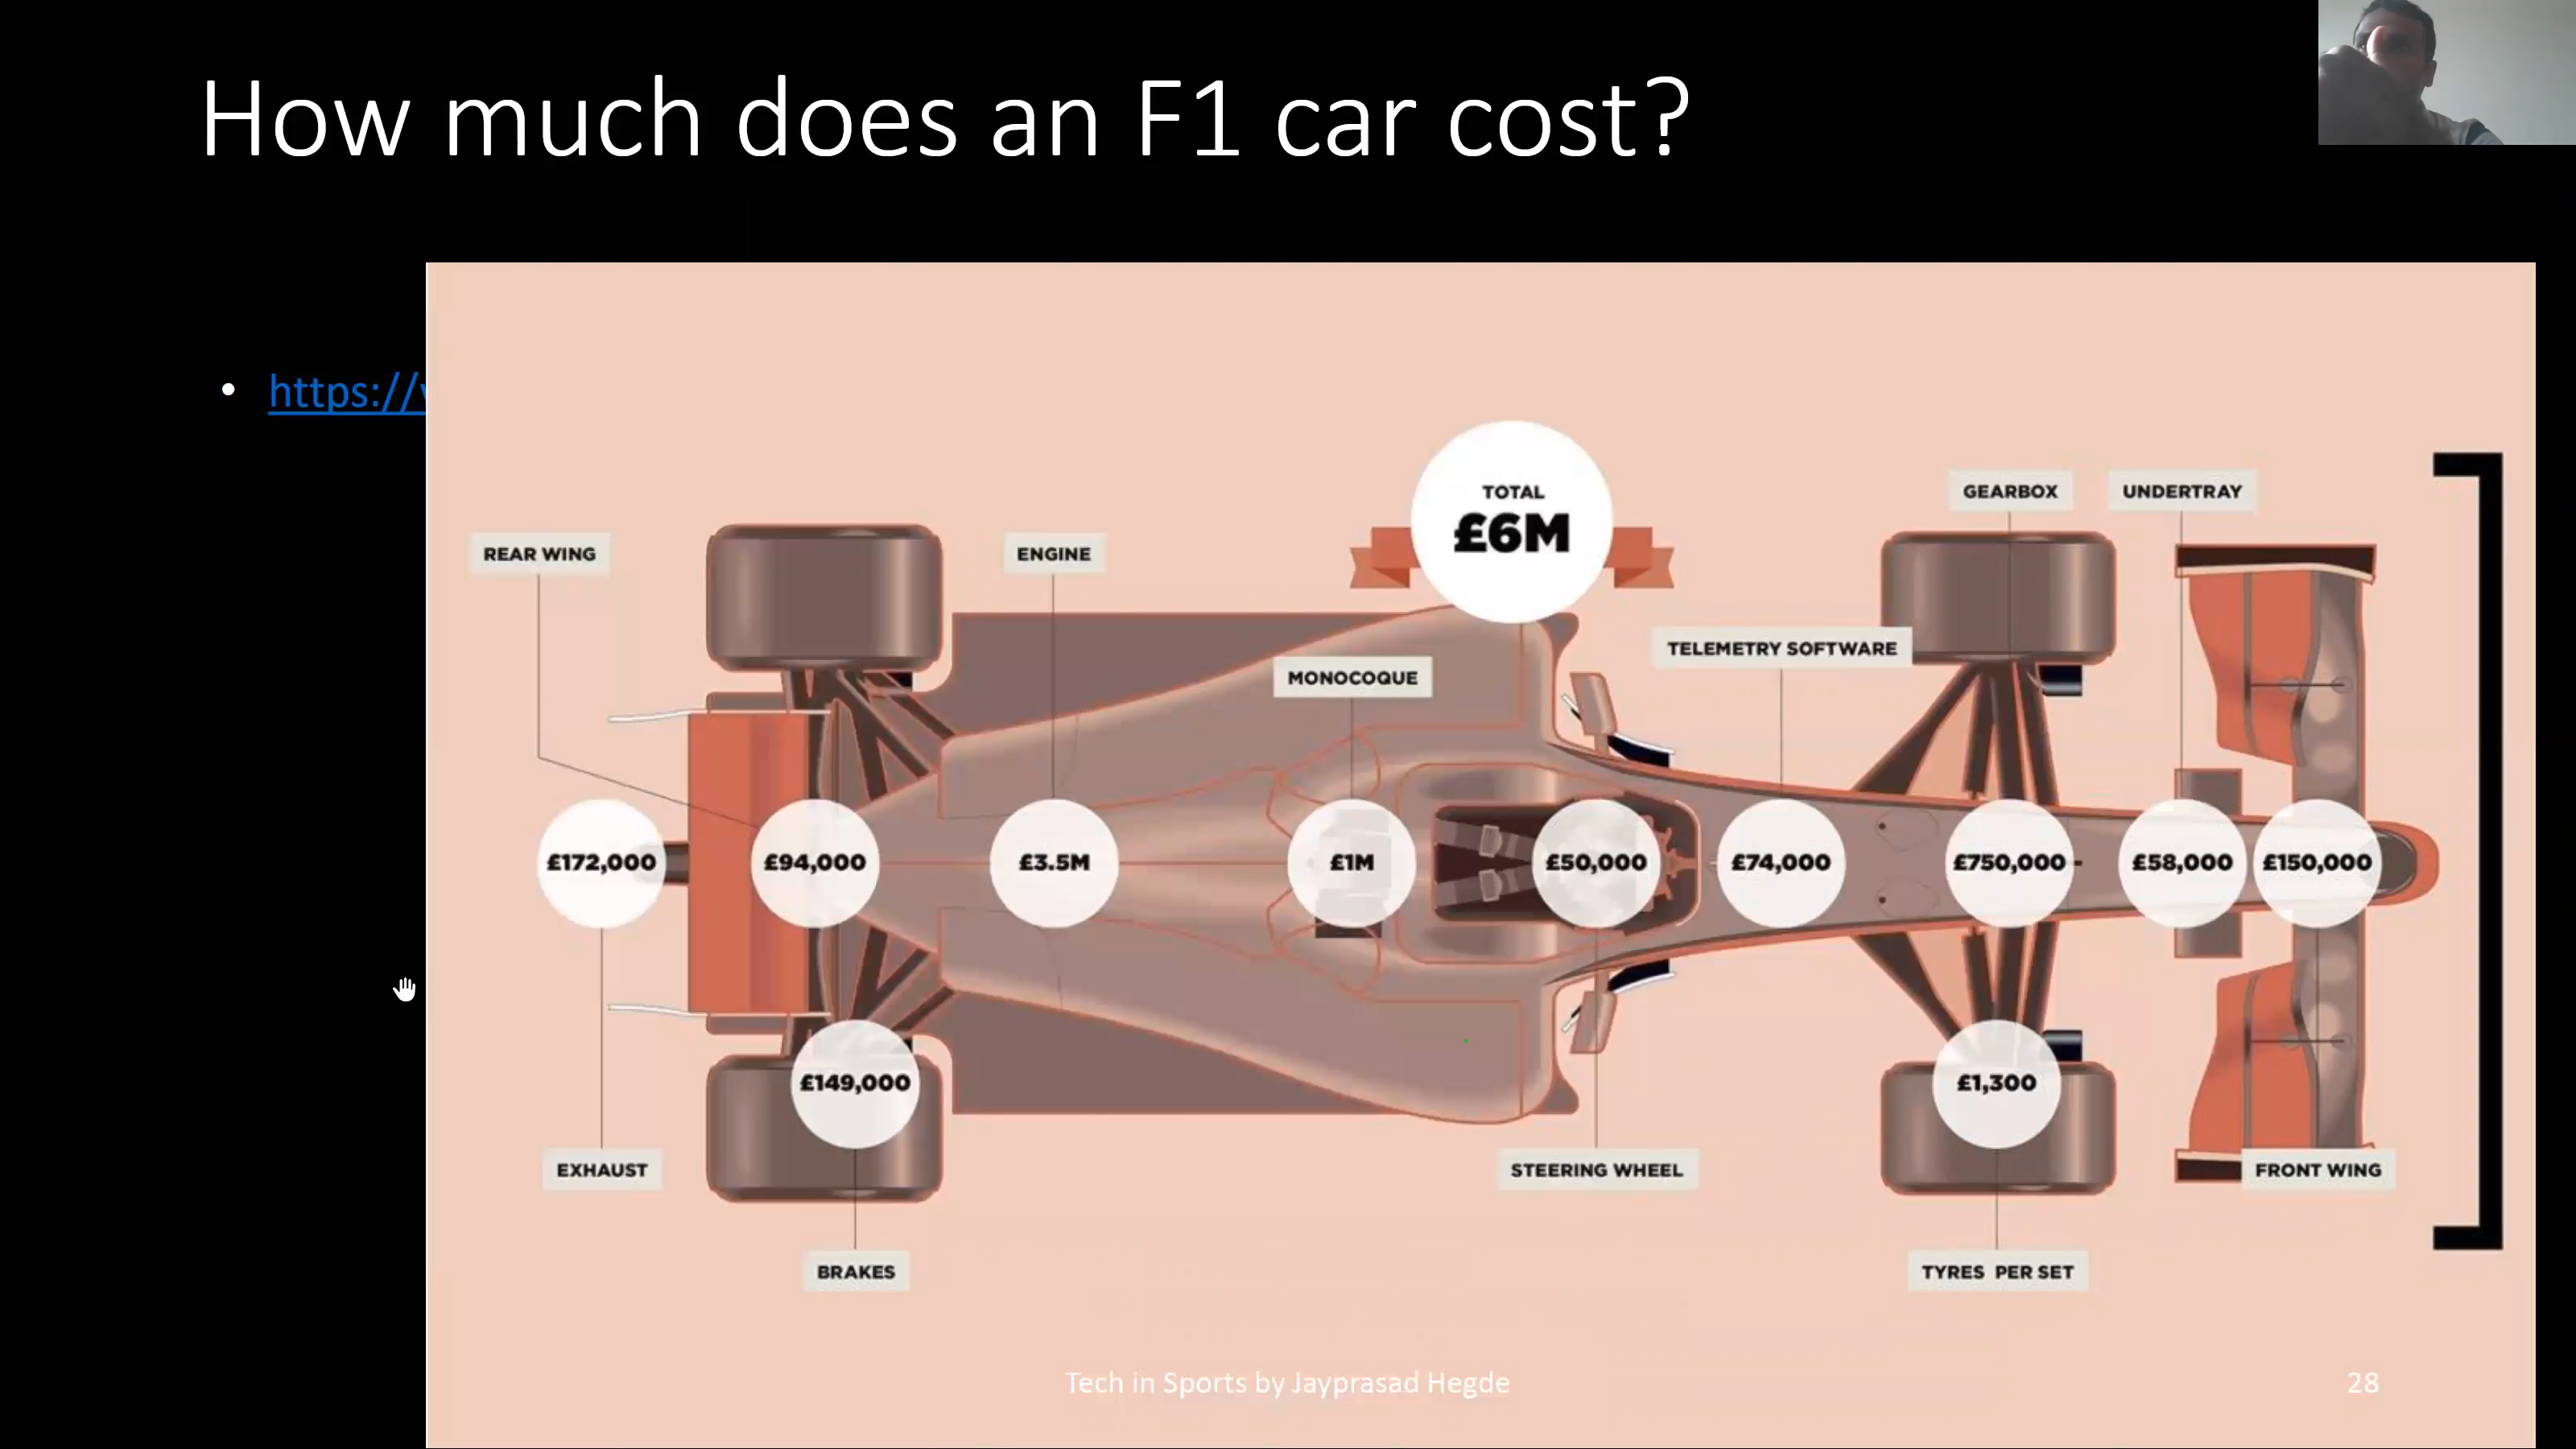 How much does an F1 car cost?
• https://
TOTAL
£6M
GEARBOX
UNDERTRAY
REAR WING
ENGINE
TELEMETRY SOFTWARE
MONOCOQUE
£172,000
£94,000
£3.5M
£1M
£50,000
£74,000
£750,000
£58,000
£150,000
£149,000
£1,300
EXHAUST
STEERING WHEEL
FRONT WING
BRAKES
TYRES PER SET
Tech in Sports by Jayprasad Hegde
28